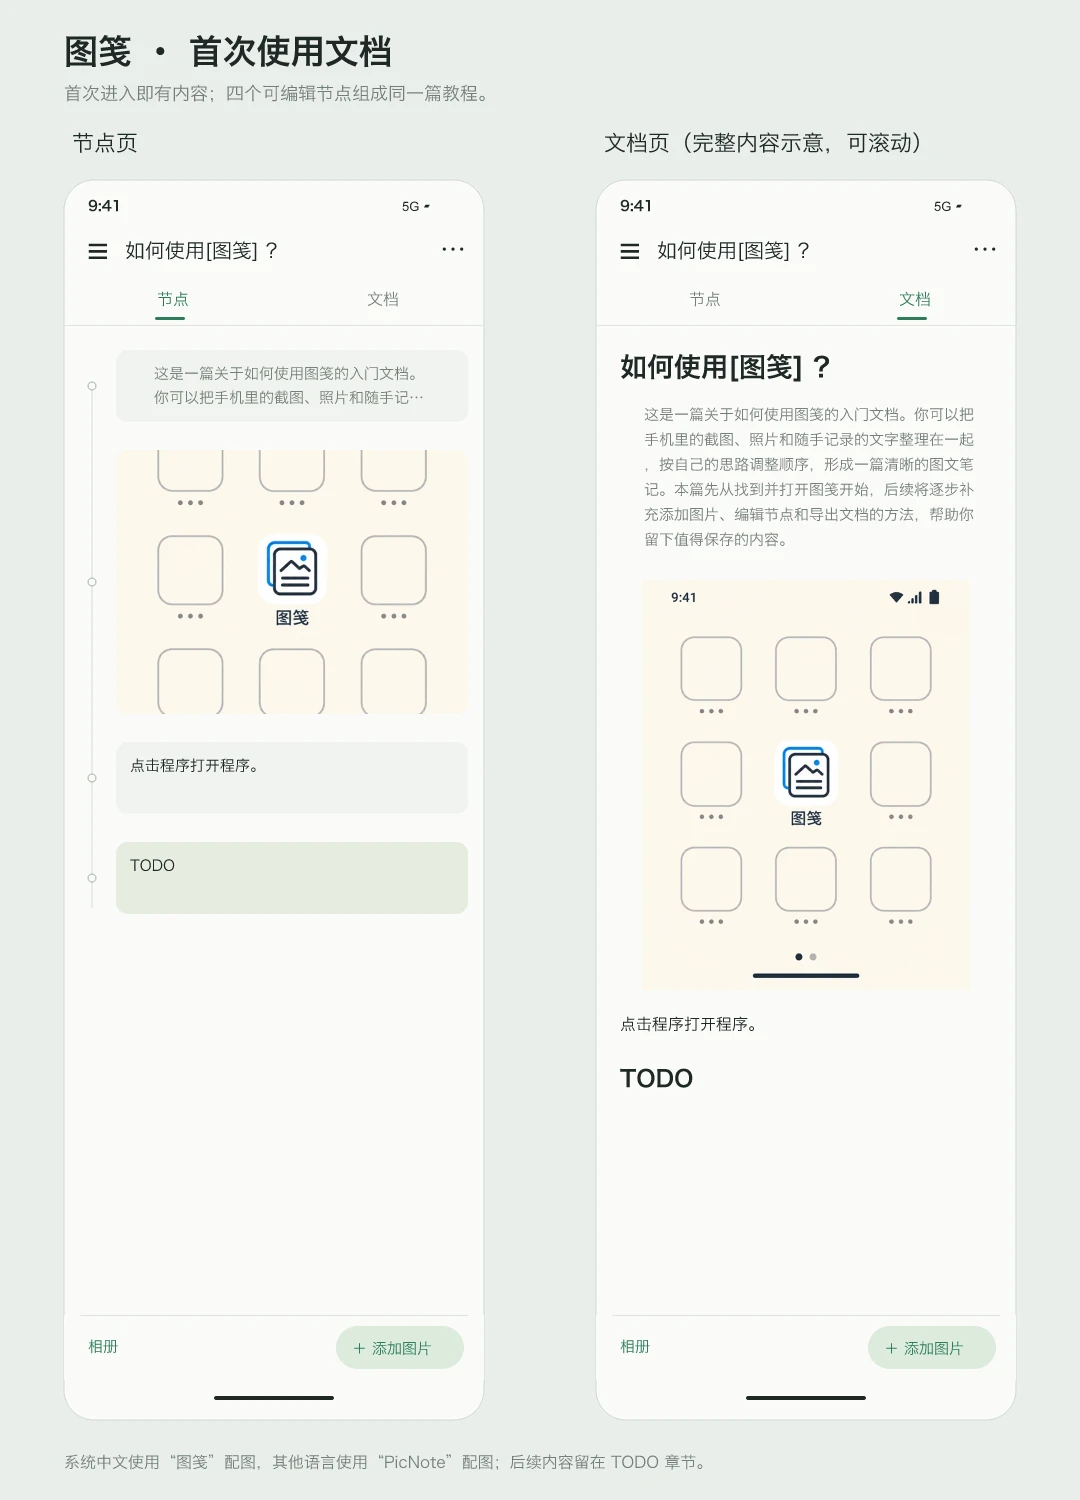 图笺 · 首次使用文档
首次进入即有内容；四个可编辑节点组成同一篇教程。
节点页
9:41
5G
如何使用[图笺] ？
···
节点
文档
这是一篇关于如何使用图笺的入门文档。
你可以把手机里的截图、照片和随手记…
图笺
点击程序打开程序。
TODO
相册
+ 添加图片
文档页（完整内容示意，可滚动）
9:41
5G
如何使用[图笺] ？
···
节点
文档
如何使用[图笺] ？
这是一篇关于如何使用图笺的入门文档。你可以把
手机里的截图、照片和随手记录的文字整理在一起
，按自己的思路调整顺序，形成一篇清晰的图文笔
记。本篇先从找到并打开图笺开始，后续将逐步补
充添加图片、编辑节点和导出文档的方法，帮助你
留下值得保存的内容。
9:41
图笺
点击程序打开程序。
TODO
相册
+ 添加图片
系统中文使用“图笺”配图，其他语言使用“PicNote”配图；后续内容留在 TODO 章节。